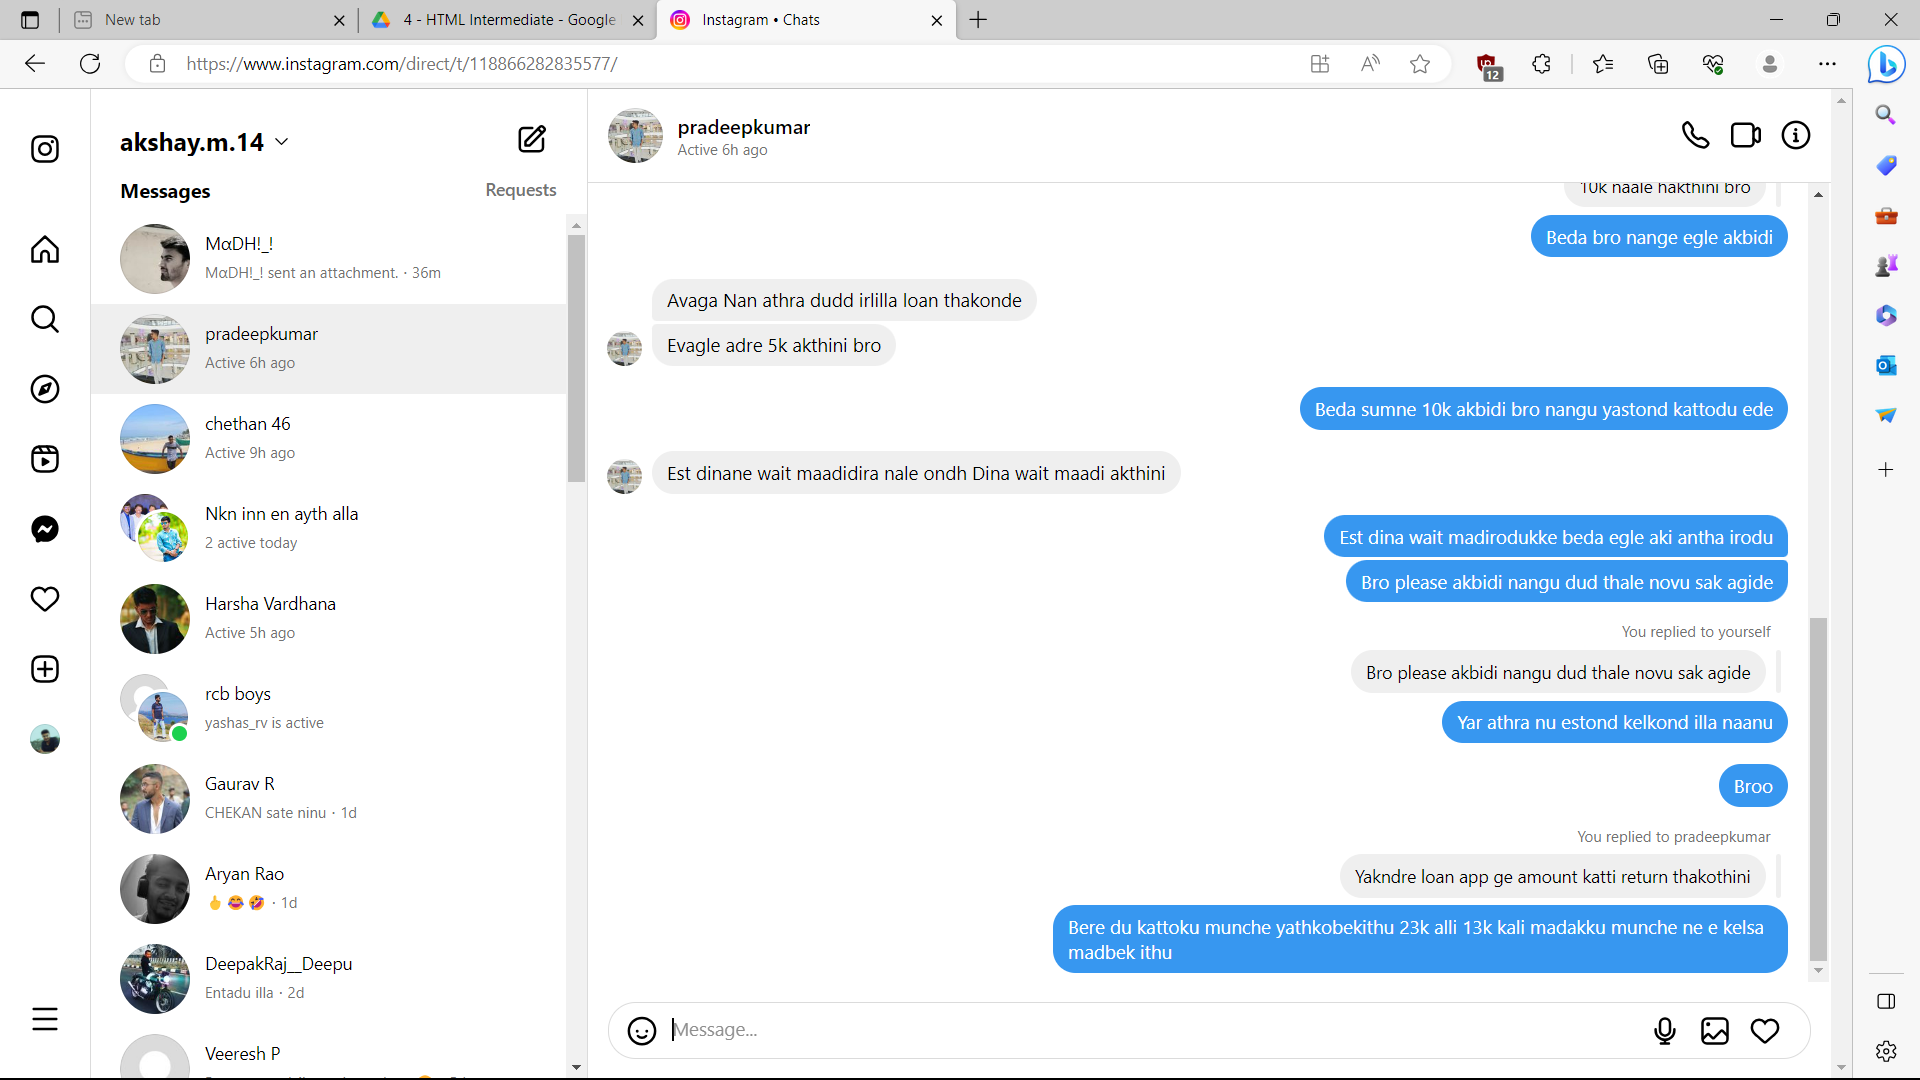 New tab
4 - HTML Intermediate - Google
Instagram • Chats
https://www.instagram.com/direct/t/118866282835577/
12
akshay.m.14
Messages
Requests
MαDH!_!
MαDH!_! sent an attachment. · 36m
pradeepkumar
Active 6h ago
chethan 46
Active 9h ago
Nkn inn en ayth alla
2 active today
Harsha Vardhana
Active 5h ago
rcb boys
yashas_rv is active
Gaurav R
CHEKAN sate ninu · 1d
Aryan Rao
🖕😂🤣 · 1d
DeepakRaj__Deepu
Entadu illa · 2d
Veeresh P
pradeepkumar
Active 6h ago
10k naale hakthini bro
Beda bro nange egle akbidi
Avaga Nan athra dudd irlilla loan thakonde
Evagle adre 5k akthini bro
Beda sumne 10k akbidi bro nangu yastond kattodu ede
Est dinane wait maadidira nale ondh Dina wait maadi akthini
Est dina wait madirodukke beda egle aki antha irodu
Bro please akbidi nangu dud thale novu sak agide
You replied to yourself
Bro please akbidi nangu dud thale novu sak agide
Yar athra nu estond kelkond illa naanu
Broo
You replied to pradeepkumar
Yakndre loan app ge amount katti return thakothini
Bere du kattoku munche yathkobekithu 23k alli 13k kali madakku munche ne e kelsa
madbek ithu
Message...